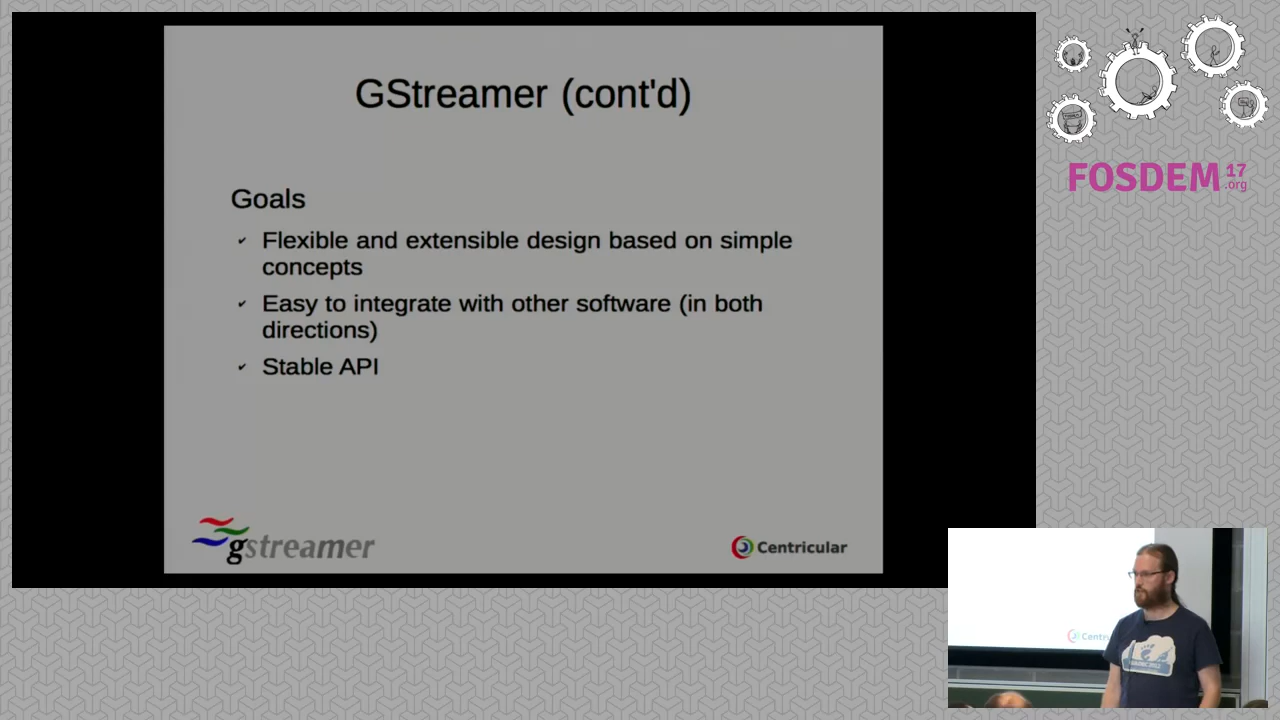 GStreamer (cont'd)
Goals
✔ Flexible and extensible design based on simple
concepts
✔ Easy to integrate with other software (in both
directions)
✔ Stable API
gstreamer
Centricular
FOSDEM 17
.org
Centri